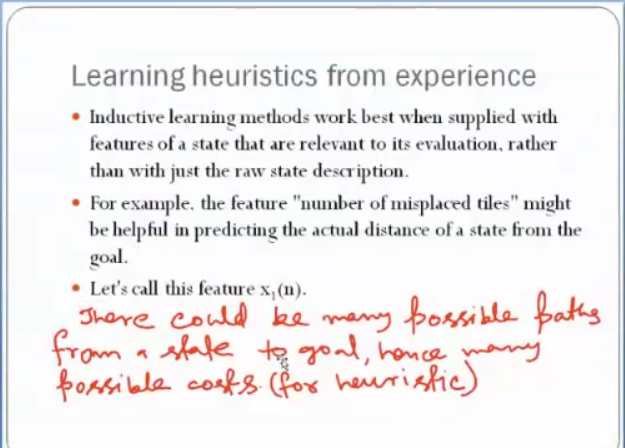 Learning heuristics from experience
• Inductive learning methods work best when supplied with
features of a state that are relevant to its evaluation, rather
than with just the raw state description.
• For example, the feature "number of misplaced tiles" might
be helpful in predicting the actual distance of a state from the
goal.
• Let's call this feature x₁(n).
There could be many possible paths
from a state to goal, hence many
possible costs. (for heuristic)